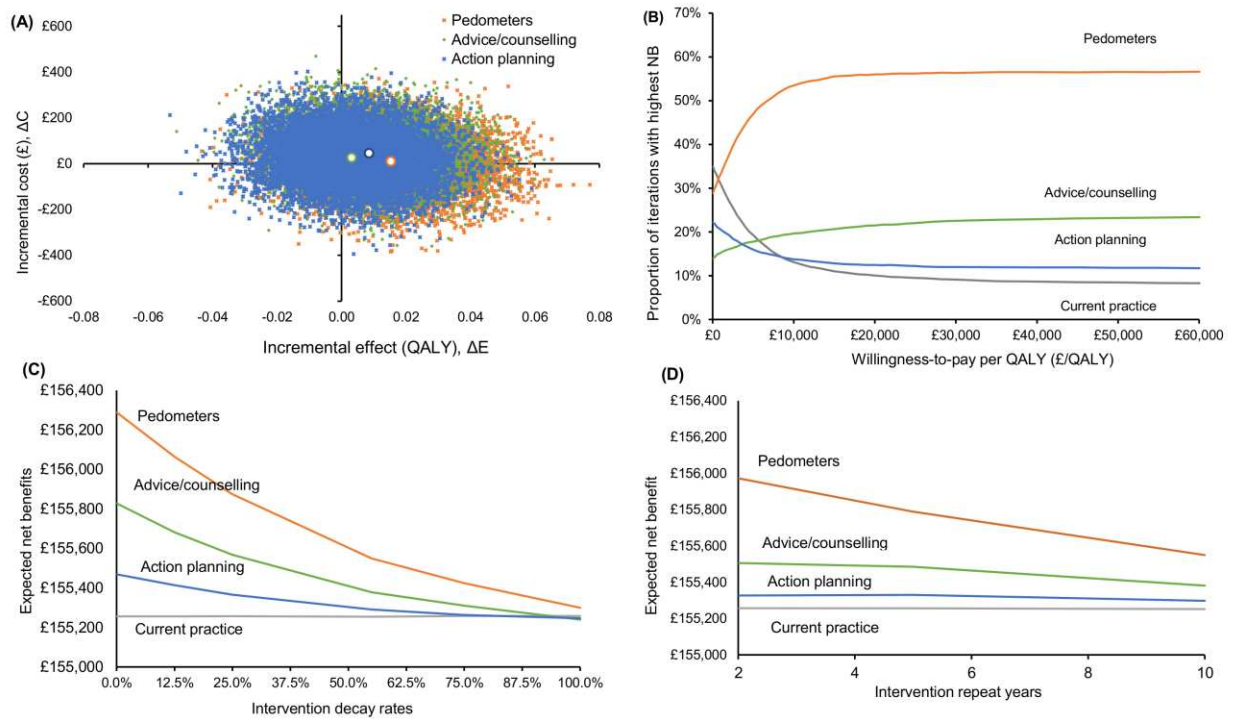 (A)
£600
£400
£200
£0
-£200
-£400
-£600
Incremental cost (£), ΔC
-0.08
-0.06
-0.04
-0.02
0.00
0.02
0.04
0.06
0.08
Incremental effect (QALY), ΔE
Pedometers
Advice/counselling
Action planning
(B)
70%
60%
50%
40%
30%
20%
10%
0%
Proportion of iterations with highest NB
Pedometers
Advice/counselling
Action planning
Current practice
£0
£10,000
£20,000
£30,000
£40,000
£50,000
£60,000
Willingness-to-pay per QALY (£/QALY)
(C)
£156,400
£156,200
£156,000
£155,800
£155,600
£155,400
£155,200
£155,000
Expected net benefits
Pedometers
Advice/counselling
Action planning
Current practice
0.0%
12.5%
25.0%
37.5%
50.0%
62.5%
75.0%
87.5%
100.0%
Intervention decay rates
(D)
£156,400
£156,200
£156,000
£155,800
£155,600
£155,400
£155,200
£155,000
Expected net benefit
Pedometers
Advice/counselling
Action planning
Current practice
2
4
6
8
10
Intervention repeat years